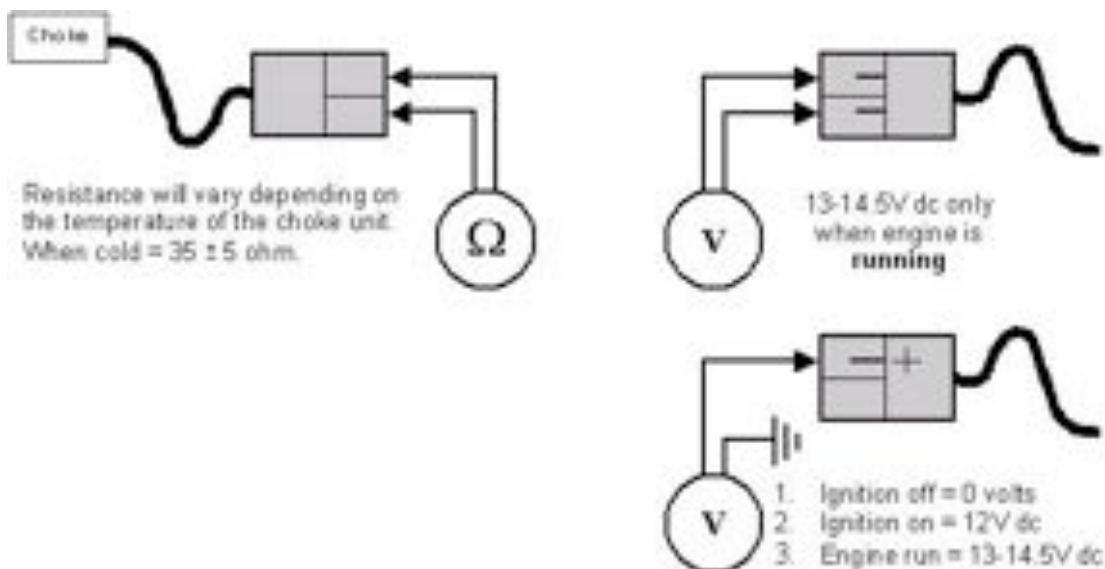 Choke
Resistance will vary depending on
the temperature of the choke unit.
When cold = 35 ± 5 ohm.
Ω
V
13-14.5V dc only
when engine is
running
+
V
1. Ignition off = 0 volts
2. Ignition on = 12V dc
3. Engine run = 13-14.5V dc